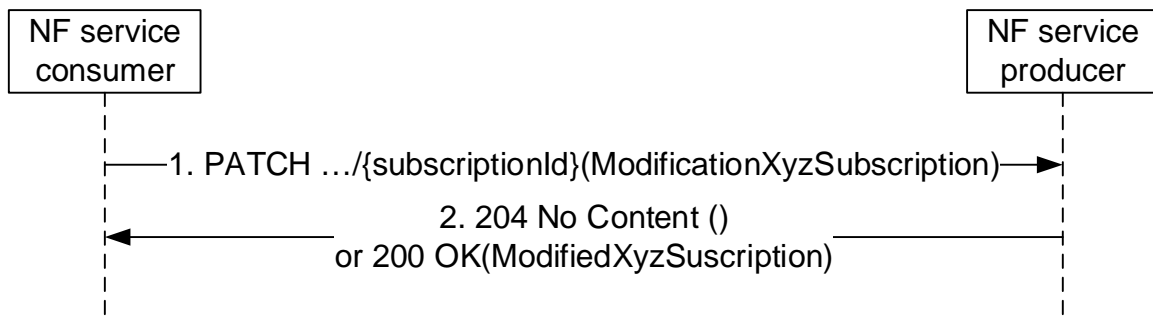 NF service
consumer
NF service
producer
1. PATCH …/{subscriptionId}(ModificationXyzSubscription)
2. 204 No Content ()
or 200 OK(ModifiedXyzSuscription)